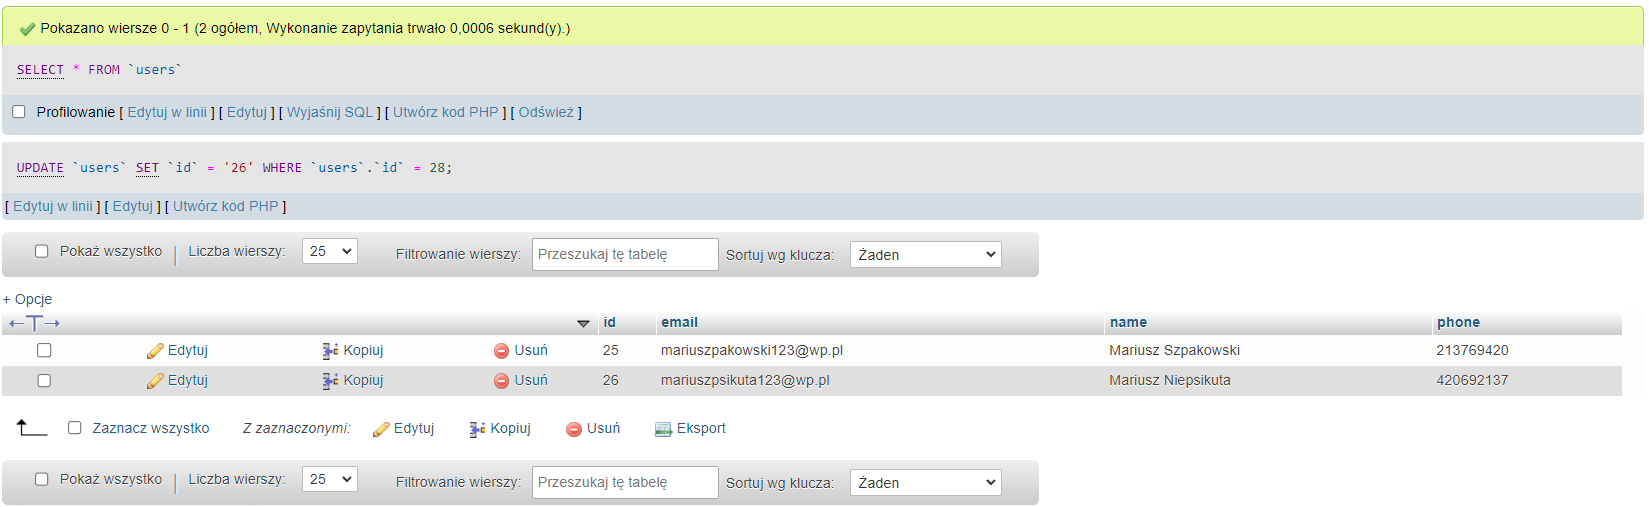 Pokazano wiersze 0 - 1 (2 ogółem, Wykonanie zapytania trwało 0,0006 sekund(y).)
SELECT * FROM `users`
Profilowanie [ Edytuj w linii ] [ Edytuj ] [ Wyjaśnij SQL ] [ Utwórz kod PHP ] [ Odśwież ]
UPDATE `users` SET `id` = '26' WHERE `users`.`id` = 28;
[ Edytuj w linii ] [ Edytuj ] [ Utwórz kod PHP ]
Pokaż wszystko | Liczba wierszy: 25 Filtrowanie wierszy: Przeszukaj tę tabelę Sortuj wg klucza: Żaden
+ Opcje
←T→ id email name phone
Edytuj Kopiuj Usuń 25 mariuszpakowski123@wp.pl Mariusz Szpakowski 213769420
Edytuj Kopiuj Usuń 26 mariuszpsikuta123@wp.pl Mariusz Niepsikuta 420692137
Zaznacz wszystko Z zaznaczonymi: Edytuj Kopiuj Usuń Eksport
Pokaż wszystko | Liczba wierszy: 25 Filtrowanie wierszy: Przeszukaj tę tabelę Sortuj wg klucza: Żaden